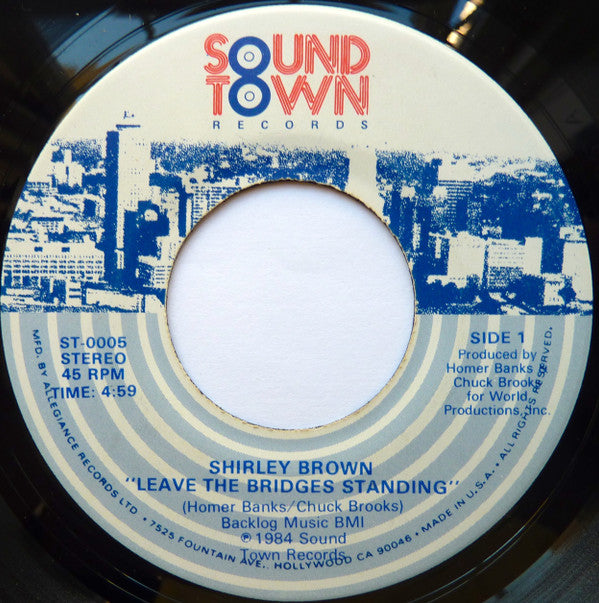 SOUND
TOWN
RECORDS
ST-0005
STEREO
45 RPM
TIME: 4:59
SIDE 1
Produced by
Homer Banks &
Chuck Brooks
for World
Productions, Inc.
SHIRLEY BROWN
"LEAVE THE BRIDGES STANDING"
(Homer Banks/Chuck Brooks)
Backlog Music BMI
℗ 1984 Sound
Town Records
MFD. BY ALLEGIANCE RECORDS LTD • 7525 FOUNTAIN AVE., HOLLYWOOD CA 90046 • MADE IN U.S.A. • ALL RIGHTS RESERVED.